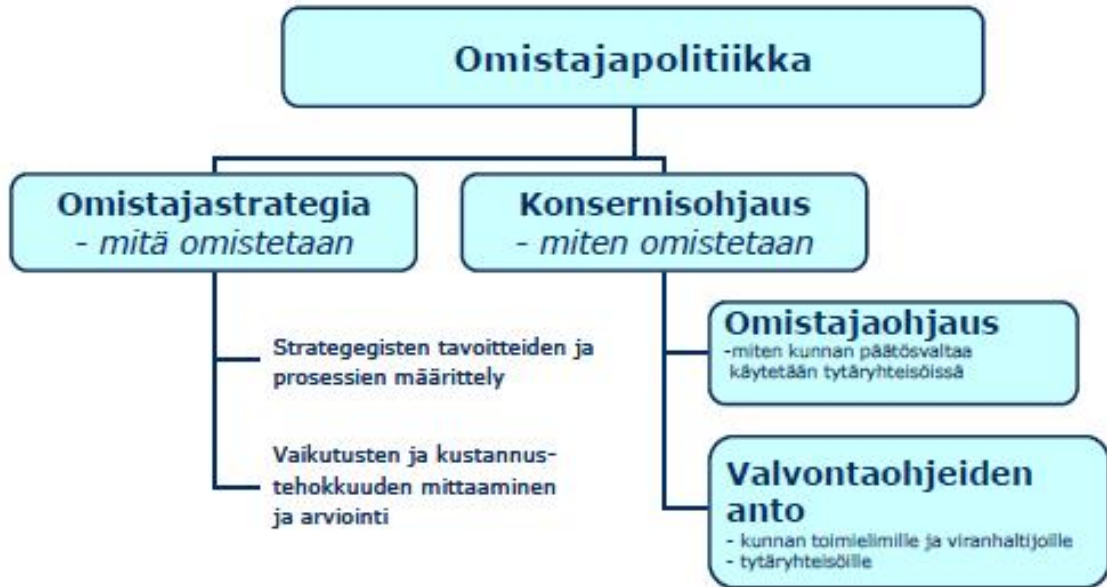 Omistajapolitiikka
Omistajastrategia
- mitä omistetaan
Konsernisohjaus
- miten omistetaan
Strategegisten tavoitteiden ja
prosessien määrittely
Vaikutusten ja kustannus-
tehokkuuden mittaaminen
ja arviointi
Omistajaohjaus
-miten kunnan päätösvaltaa
käytetään tytäryhteisöissä
Valvontaohjeiden
anto
- kunnan toimielimille ja viranhaltijoille
- tytäryhteisöille